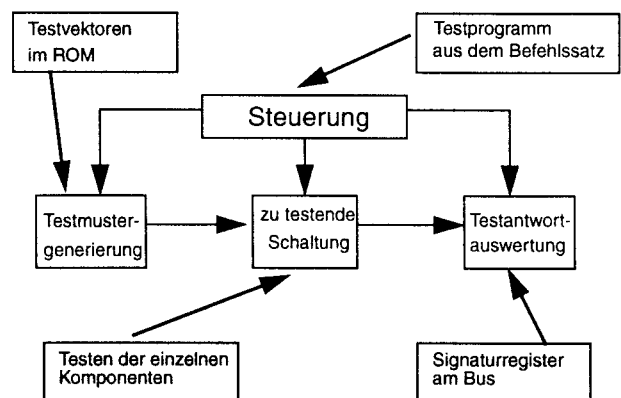 Testvektoren
im ROM
Testprogramm
aus dem Befehlssatz
Steuerung
Testmuster-
generierung
zu testende
Schaltung
Testantwort-
auswertung
Testen der einzelnen
Komponenten
Signaturregister
am Bus